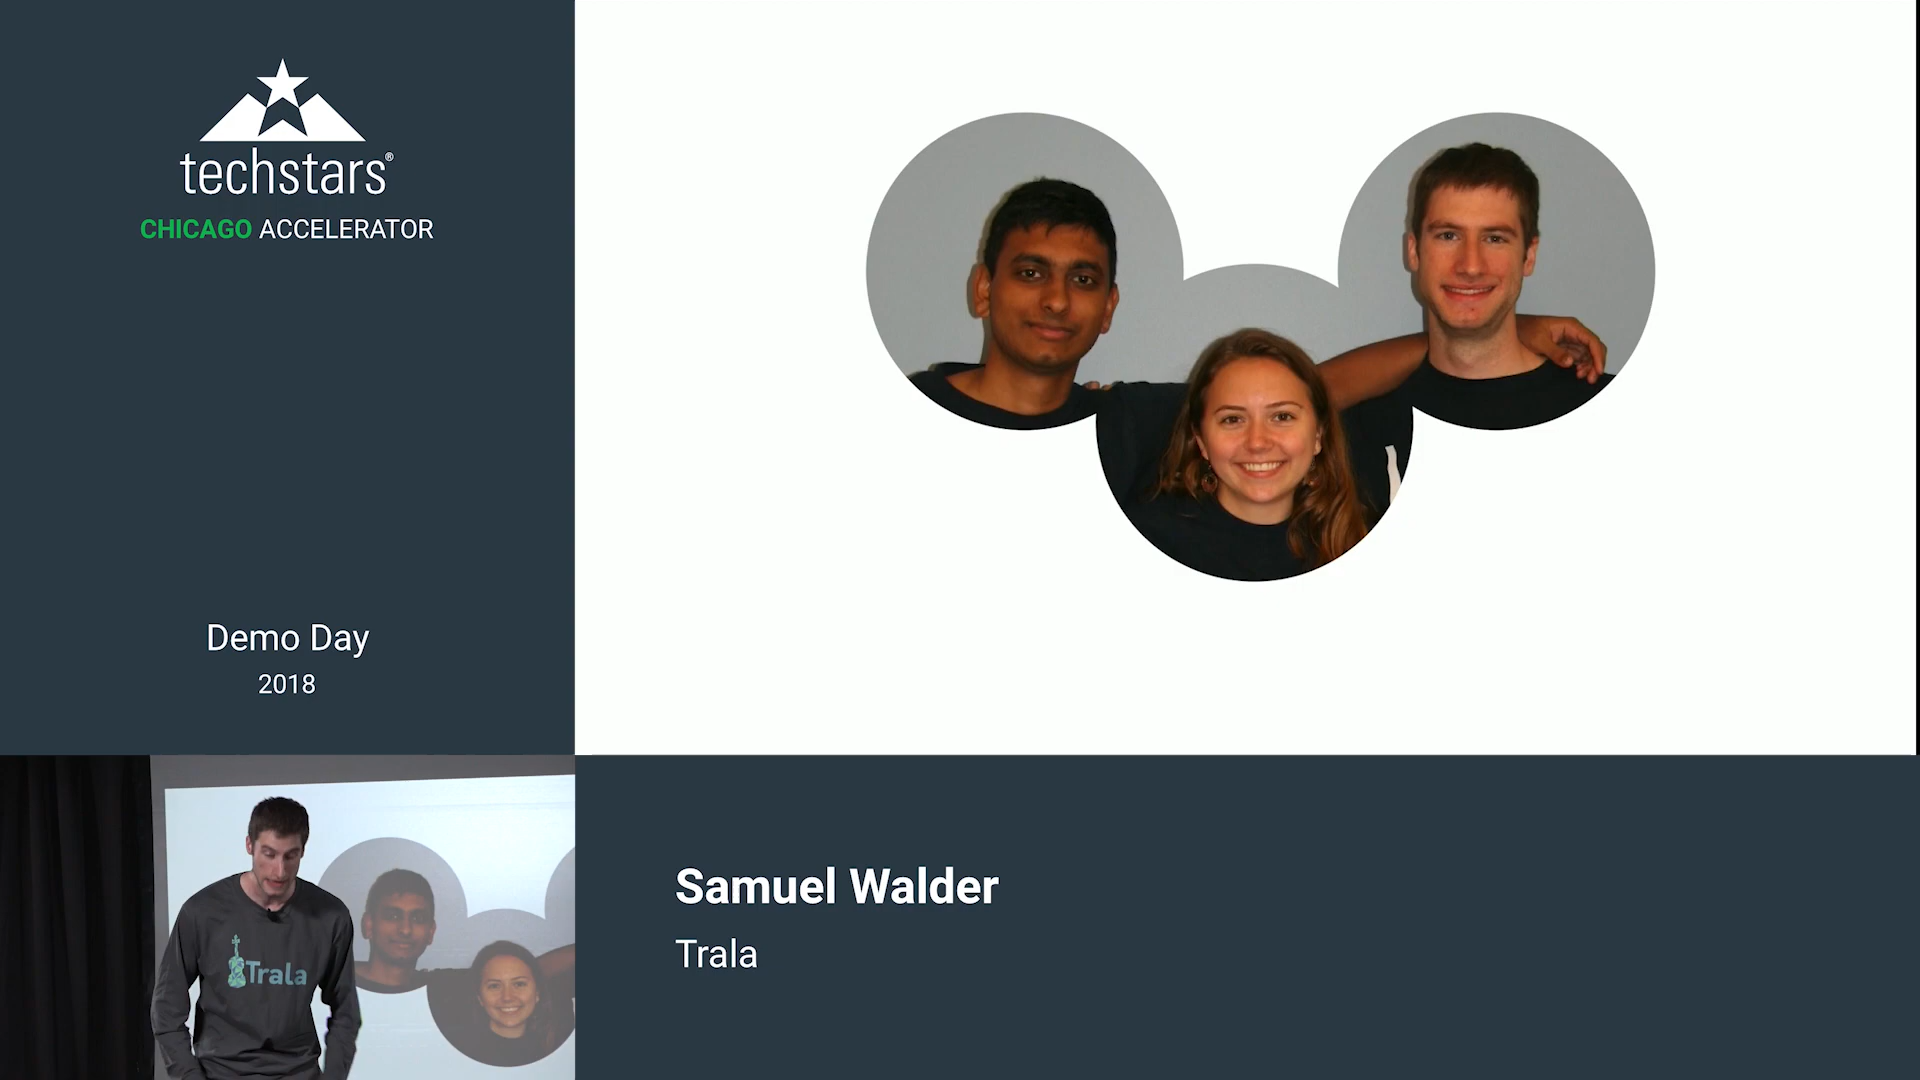 techstars®
CHICAGO ACCELERATOR
Demo Day
2018
Trala
Samuel Walder
Trala